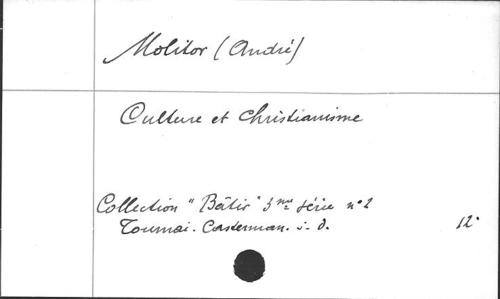 Molitor (André)
Culture et Christianisme
Collection "Bâtir" 3me série n° 2
Tournai. Casterman. s. d. 12°